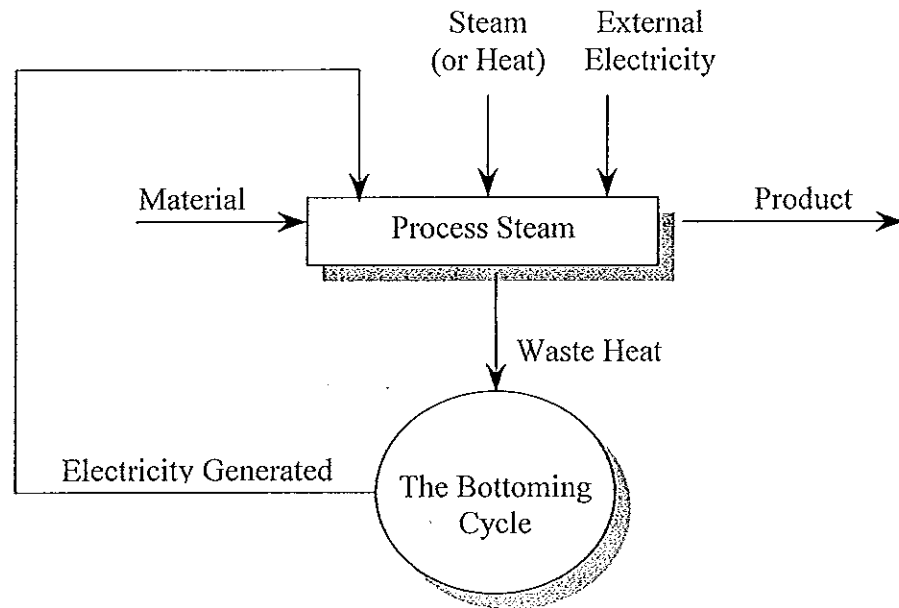 Steam
(or Heat)
External
Electricity
Material
Process Steam
Product
Waste Heat
Electricity Generated
The Bottoming
Cycle